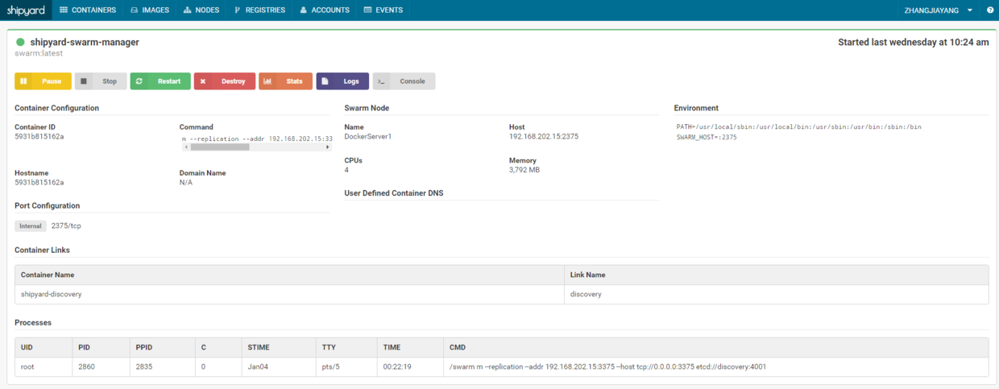 shipyard CONTAINERS IMAGES NODES REGISTRIES ACCOUNTS EVENTS ZHANGJIAYANG
shipyard-swarm-manager Started last wednesday at 10:24 am
swarm:latest
Pause Stop Restart Destroy Stats Logs Console
Container Configuration Swarm Node Environment
Container ID Command Name Host PATH=/usr/local/sbin:/usr/local/bin:/usr/sbin:/usr/bin:/sbin:/bin
5931b815162a m --replication --addr 192.168.202.15:33 DockerServer1 192.168.202.15:2375 SWARM_HOST=:2375
CPUs Memory
4 3,792 MB
Hostname Domain Name
5931b815162a N/A
User Defined Container DNS
Port Configuration
Internal 2375/tcp
Container Links
Container Name Link Name
shipyard-discovery discovery
Processes
UID PID PPID C STIME TTY TIME CMD
root 2860 2835 0 Jan04 pts/5 00:22:19 /swarm m --replication --addr 192.168.202.15:3375 --host tcp://0.0.0.0:3375 etcd://discovery:4001